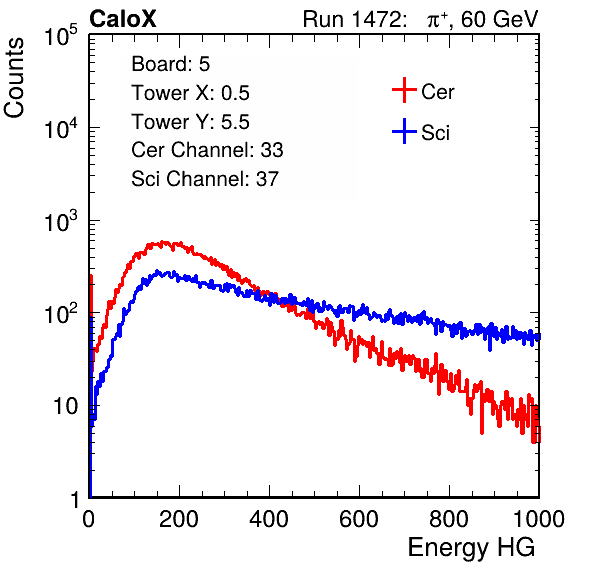 CaloX Run 1472: π⁺, 60 GeV
Counts
10⁵
10⁴
10³
10²
10
1
Board: 5
Tower X: 0.5
Tower Y: 5.5
Cer Channel: 33
Sci Channel: 37
Cer
Sci
0 200 400 600 800 1000
Energy HG